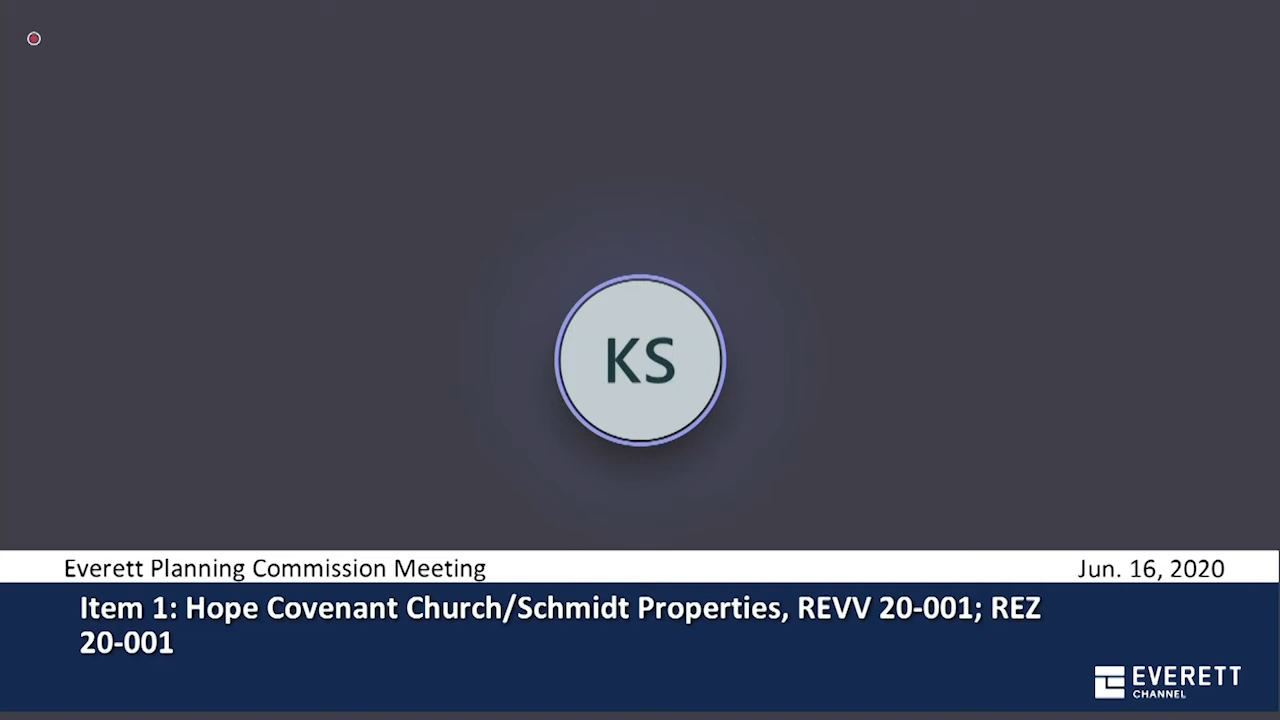 KS
Everett Planning Commission Meeting
Jun. 16, 2020
Item 1: Hope Covenant Church/Schmidt Properties, REVV 20-001; REZ
20-001
EVERETT
CHANNEL